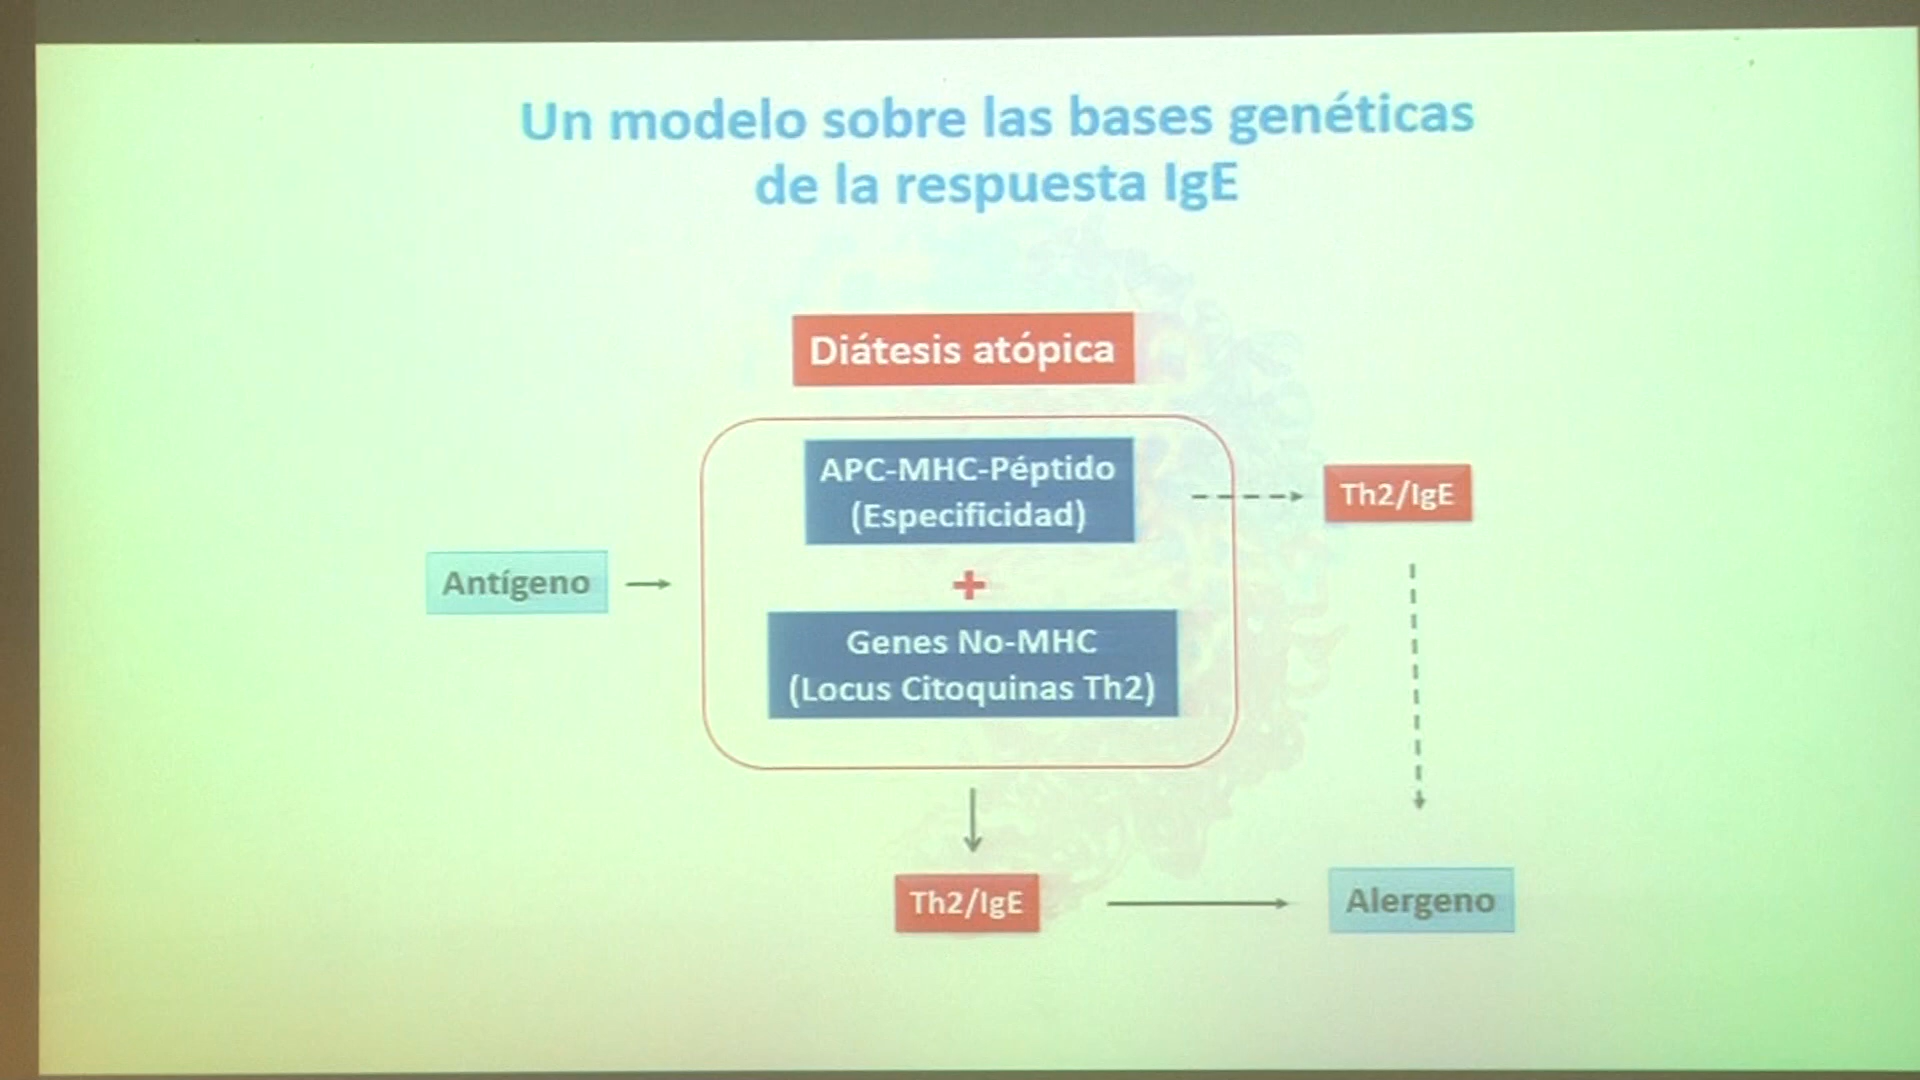 Un modelo sobre las bases genéticas
de la respuesta IgE
Diátesis atópica
APC-MHC-Péptido
(Especificidad)
Th2/IgE
Antígeno
+
Genes No-MHC
(Locus Citoquinas Th2)
Th2/IgE
Alergeno